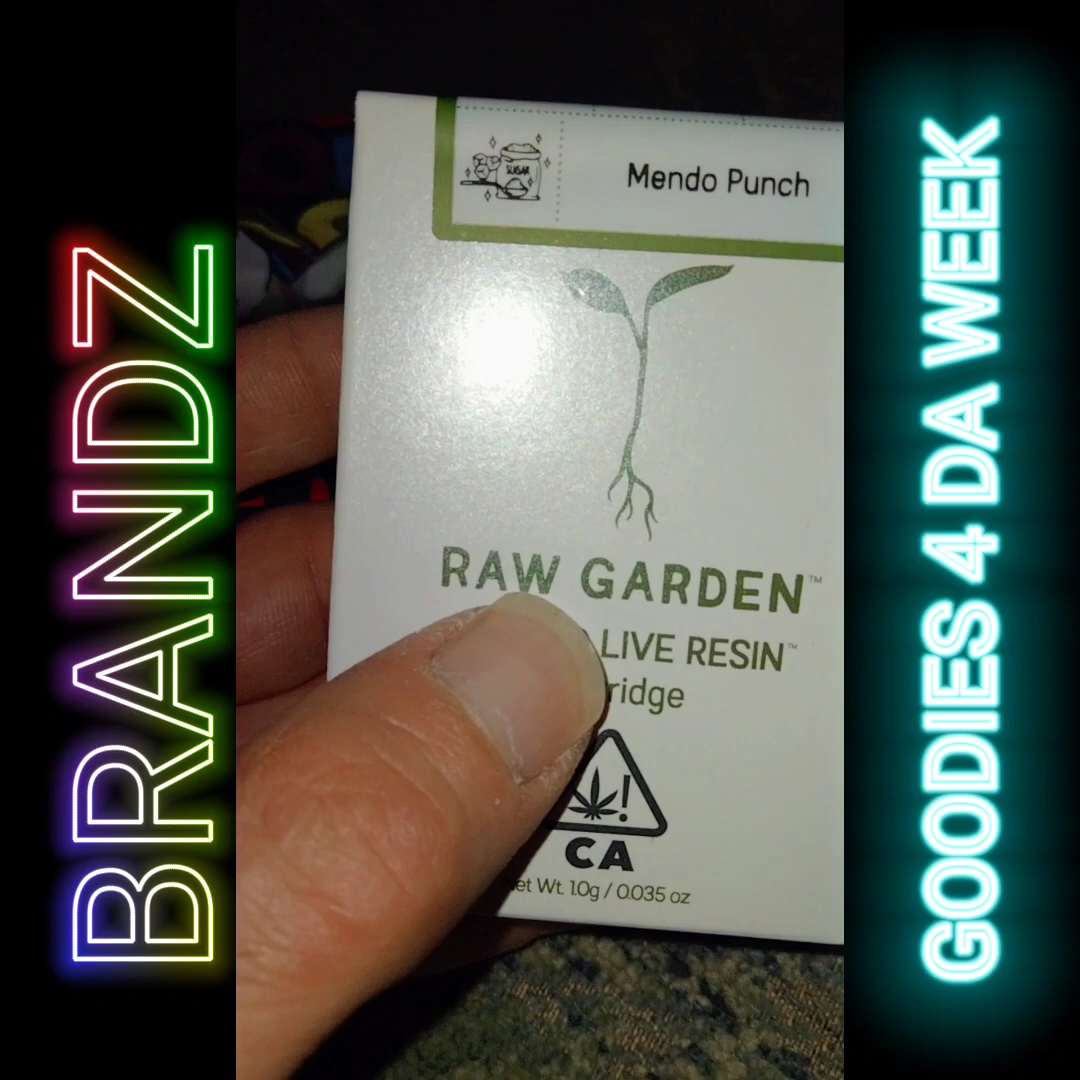 BRANDZ
SUGAR
Mendo Punch
RAW GARDEN™
LIVE RESIN™
ridge
CA
et Wt. 1.0g / 0.035 oz
GOODIES 4 DA WEEK